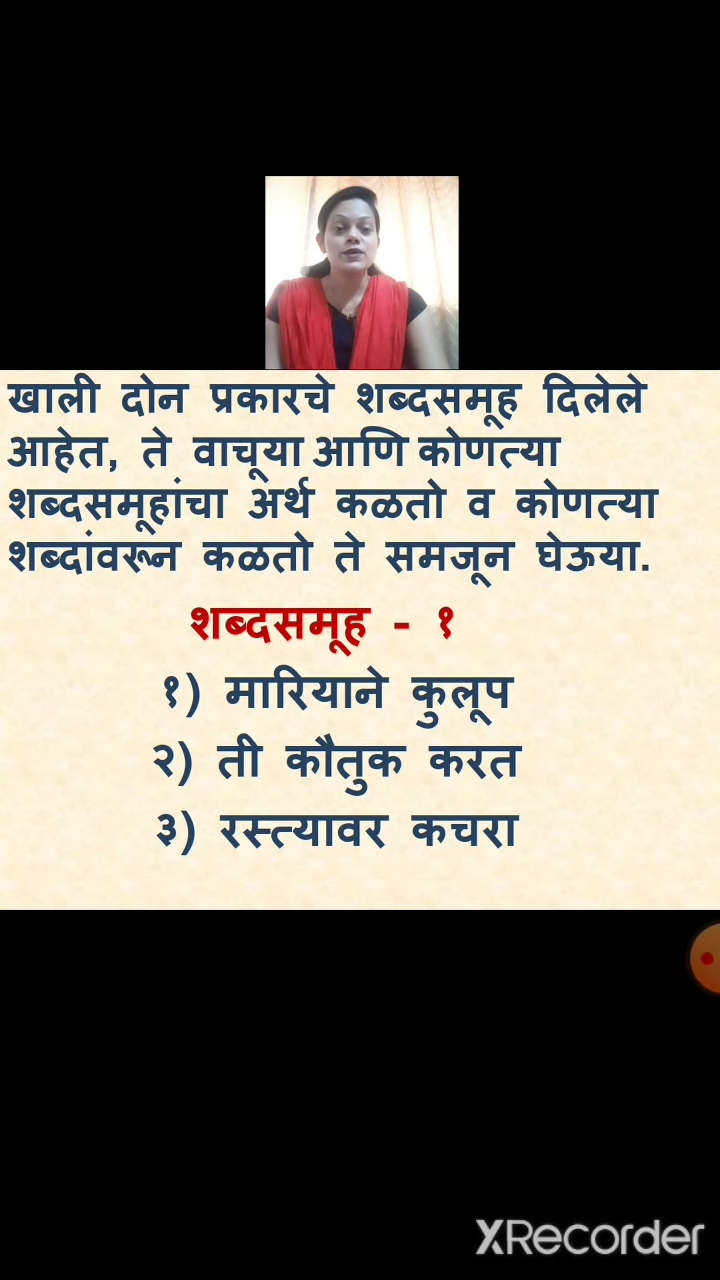 खाली दोन प्रकारचे शब्दसमूह दिलेले
आहेत, ते वाचूया आणि कोणत्या
शब्दसमूहांचा अर्थ कळतो व कोणत्या
शब्दांवरून कळतो ते समजून घेऊया.
शब्दसमूह - १
१) मारियाने कुलूप
२) ती कौतुक करत
३) रस्त्यावर कचरा
XRecorder